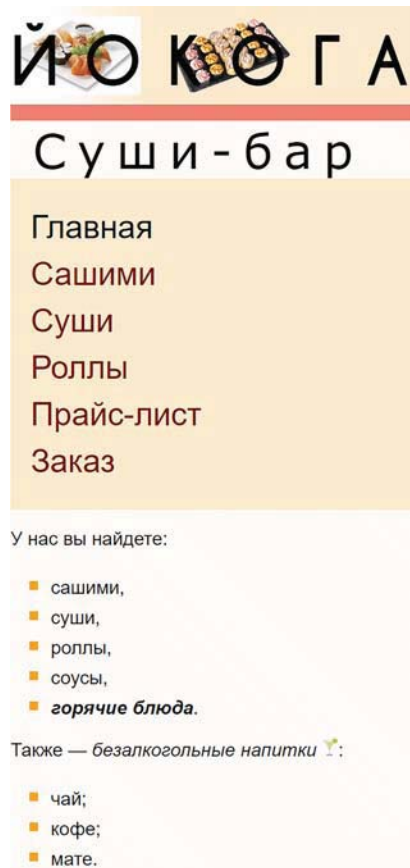 ЙОКОГА
Суши-бар
Главная
Сашими
Суши
Роллы
Прайс-лист
Заказ
У нас вы найдете:
сашими,
суши,
роллы,
соусы,
горячие блюда.
Также — безалкогольные напитки :
чай;
кофе;
мате.